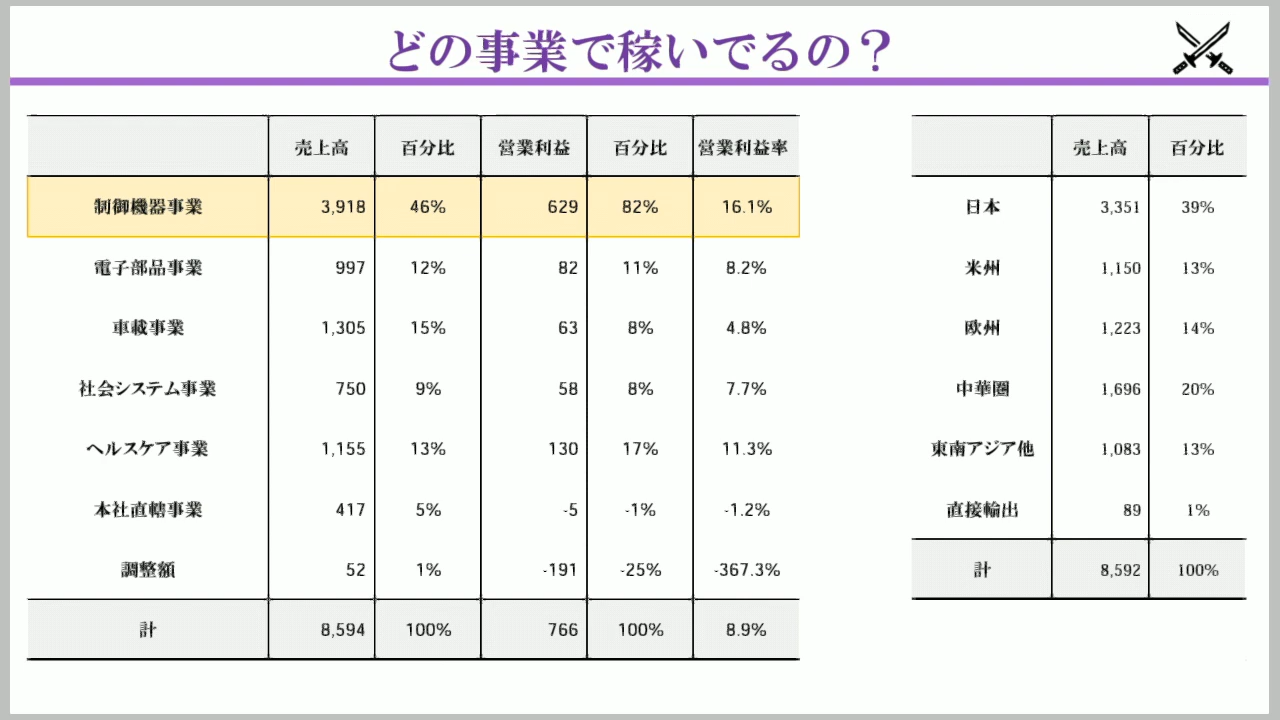 どの事業で稼いでるの？
売上高 百分比 営業利益 百分比 営業利益率
制御機器事業 3,918 46% 629 82% 16.1%
電子部品事業 997 12% 82 11% 8.2%
車載事業 1,305 15% 63 8% 4.8%
社会システム事業 750 9% 58 8% 7.7%
ヘルスケア事業 1,155 13% 130 17% 11.3%
本社直轄事業 417 5% -5 -1% -1.2%
調整額 52 1% -191 -25% -367.3%
計 8,594 100% 766 100% 8.9%
売上高 百分比
日本 3,351 39%
米州 1,150 13%
欧州 1,223 14%
中華圏 1,696 20%
東南アジア他 1,083 13%
直接輸出 89 1%
計 8,592 100%